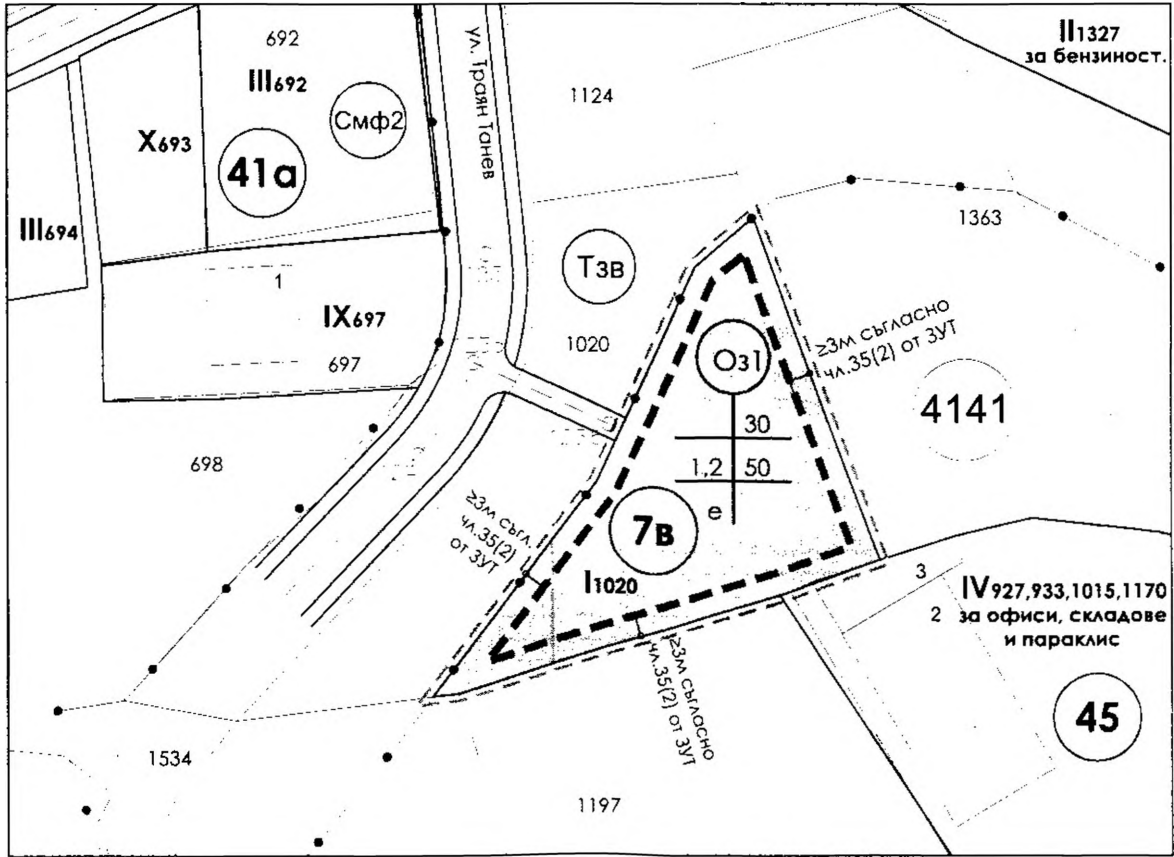 692
III692
Смф2
X693
41а
III694
ул. Траян Танев
1124
II1327
за бензиност.
1363
Тзв
1
IX697
697
1020
Оз1
30
1,2 50
е
≥3м съгласно
чл.35(2) от ЗУТ
4141
698
≥3м съгл.
чл.35(2)
от ЗУТ
7в
I1020
3
IV927,933,1015,1170
2 за офиси, складове
и параклис
45
≥3м съгласно
чл.35(2) от ЗУТ
1534
1197